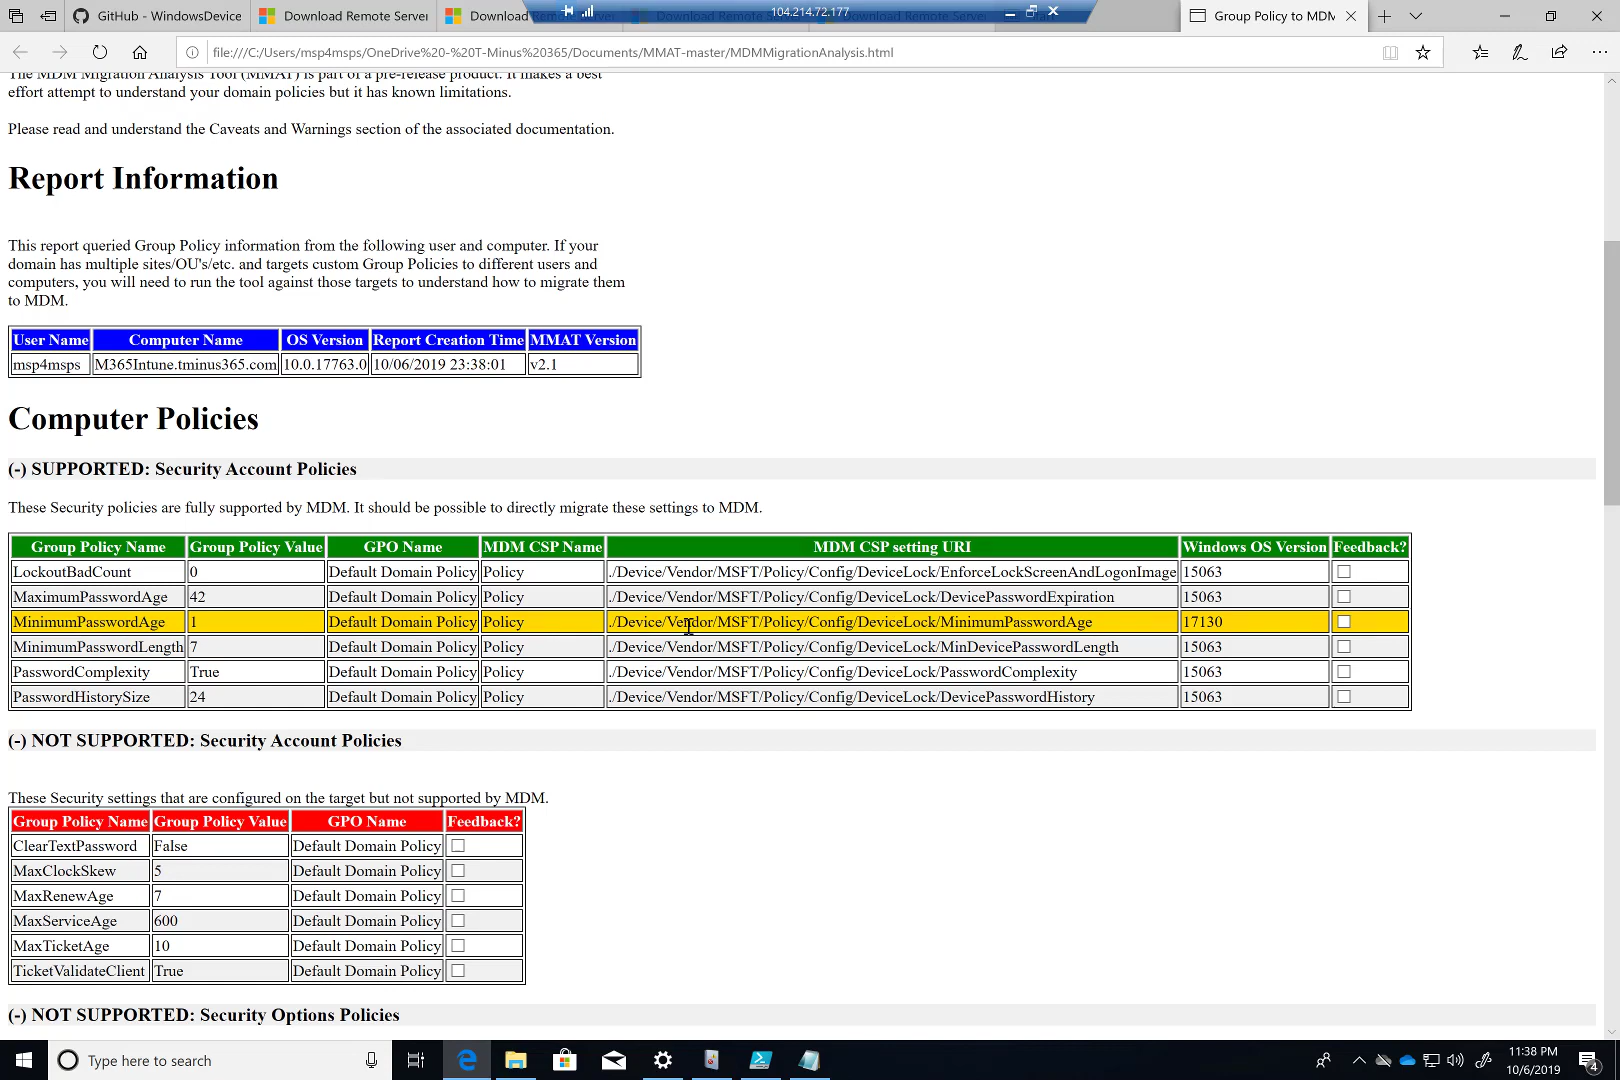 GitHub - WindowsDevice
Download Remote Server
Download
104.214.72.177
Group Policy to MDM
file:///C:/Users/msp4msps/OneDrive%20-%20T-Minus%20365/Documents/MMAT-master/MDMMigrationAnalysis.html
The MDM Migration Analysis Tool (MMAT) is part of a pre-release product. It makes a best
effort attempt to understand your domain policies but it has known limitations.
Please read and understand the Caveats and Warnings section of the associated documentation.
Report Information
This report queried Group Policy information from the following user and computer. If your
domain has multiple sites/OU's/etc. and targets custom Group Policies to different users and
computers, you will need to run the tool against those targets to understand how to migrate them
to MDM.
User Name Computer Name OS Version Report Creation Time MMAT Version
msp4msps M365Intune.tminus365.com 10.0.17763.0 10/06/2019 23:38:01 v2.1
Computer Policies
(-) SUPPORTED: Security Account Policies
These Security policies are fully supported by MDM. It should be possible to directly migrate these settings to MDM.
Group Policy Name Group Policy Value GPO Name MDM CSP Name MDM CSP setting URI Windows OS Version Feedback?
LockoutBadCount 0 Default Domain Policy Policy ./Device/Vendor/MSFT/Policy/Config/DeviceLock/EnforceLockScreenAndLogonImage 15063
MaximumPasswordAge 42 Default Domain Policy Policy ./Device/Vendor/MSFT/Policy/Config/DeviceLock/DevicePasswordExpiration 15063
MinimumPasswordAge 1 Default Domain Policy Policy ./Device/Vendor/MSFT/Policy/Config/DeviceLock/MinimumPasswordAge 17130
MinimumPasswordLength 7 Default Domain Policy Policy ./Device/Vendor/MSFT/Policy/Config/DeviceLock/MinDevicePasswordLength 15063
PasswordComplexity True Default Domain Policy Policy ./Device/Vendor/MSFT/Policy/Config/DeviceLock/PasswordComplexity 15063
PasswordHistorySize 24 Default Domain Policy Policy ./Device/Vendor/MSFT/Policy/Config/DeviceLock/DevicePasswordHistory 15063
(-) NOT SUPPORTED: Security Account Policies
These Security settings that are configured on the target but not supported by MDM.
Group Policy Name Group Policy Value GPO Name Feedback?
ClearTextPassword False Default Domain Policy
MaxClockSkew 5 Default Domain Policy
MaxRenewAge 7 Default Domain Policy
MaxServiceAge 600 Default Domain Policy
MaxTicketAge 10 Default Domain Policy
TicketValidateClient True Default Domain Policy
(-) NOT SUPPORTED: Security Options Policies
Type here to search
11:38 PM
10/6/2019
4